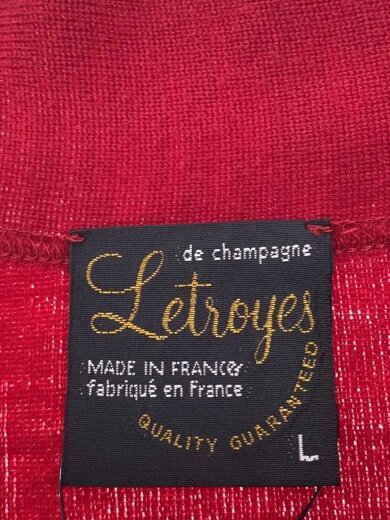 de champagne
Letroyes
MADE IN FRANCE
fabriqué en France
QUALITY GUARANTEED
L